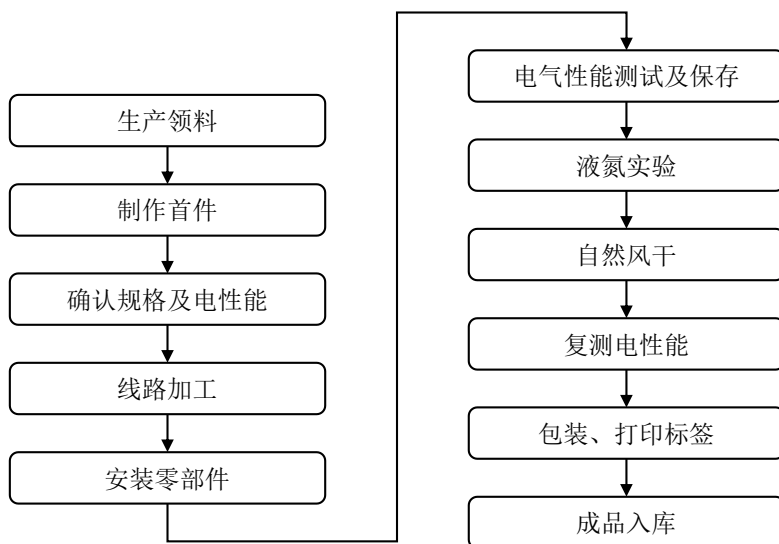 生产领料
制作首件
确认规格及电性能
线路加工
安装零部件
电气性能测试及保存
液氮实验
自然风干
复测电性能
包装、打印标签
成品入库